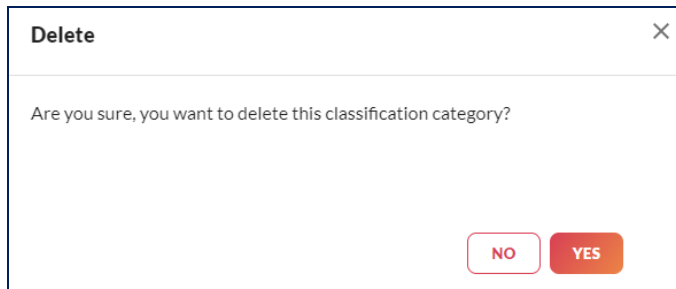 Delete
Are you sure, you want to delete this classification category?
NO YES